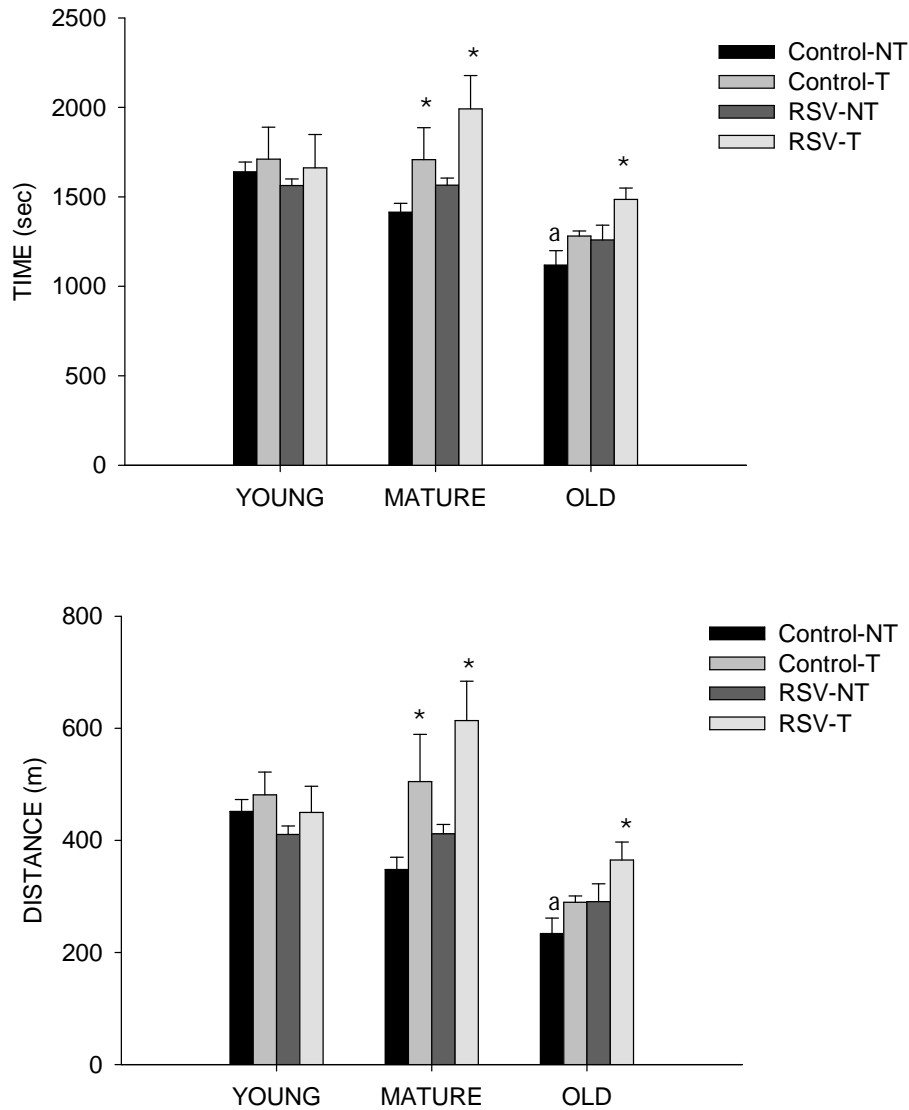 2500
2000
1500
1000
500
0
TIME (sec)
* * * a
YOUNG MATURE OLD
Control-NT
Control-T
RSV-NT
RSV-T
800
600
400
200
0
DISTANCE (m)
* * * a
YOUNG MATURE OLD
Control-NT
Control-T
RSV-NT
RSV-T